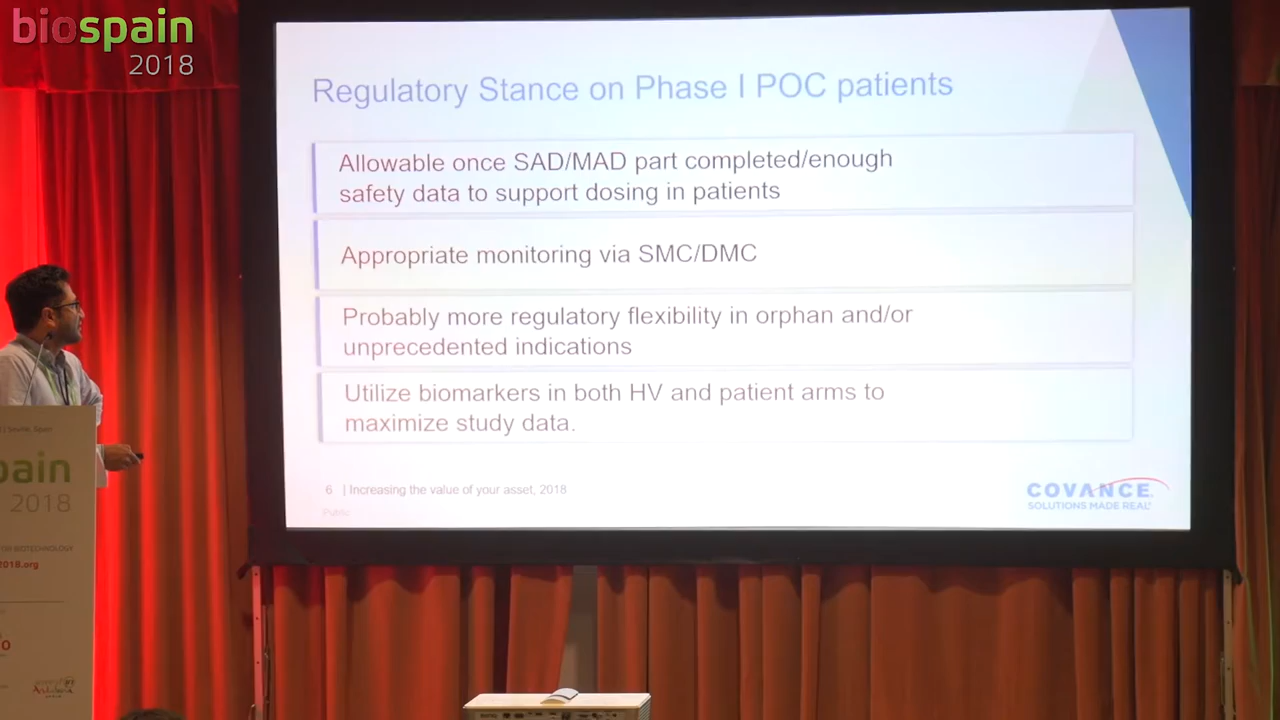 biospain
2018
Regulatory Stance on Phase I POC patients
Allowable once SAD/MAD part completed/enough
safety data to support dosing in patients
Appropriate monitoring via SMC/DMC
Probably more regulatory flexibility in orphan and/or
unprecedented indications
Utilize biomarkers in both HV and patient arms to
maximize study data.
6 | Increasing the value of your asset, 2018
Public
COVANCE
SOLUTIONS MADE REAL
pain
2018
OR BIOTECHNOLOGY
2018.org